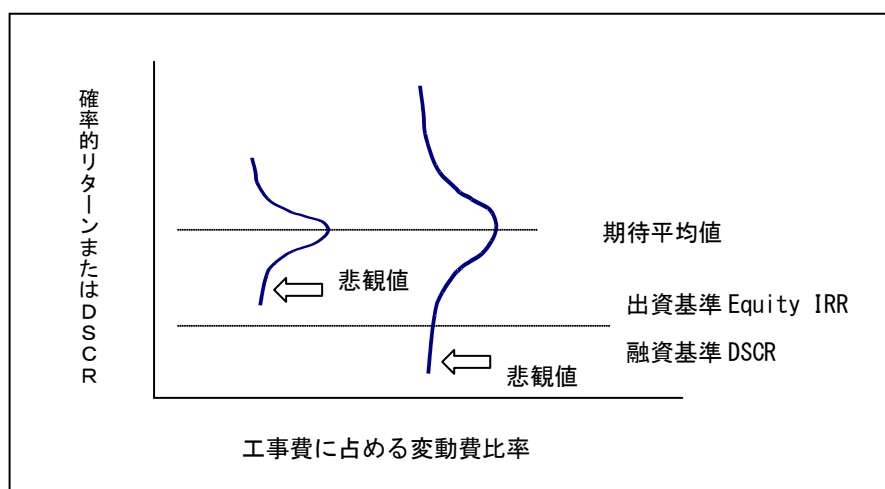 確率的リターンまたはDSCR
期待平均値
悲観値
出資基準 Equity IRR
融資基準 DSCR
悲観値
工事費に占める変動費比率